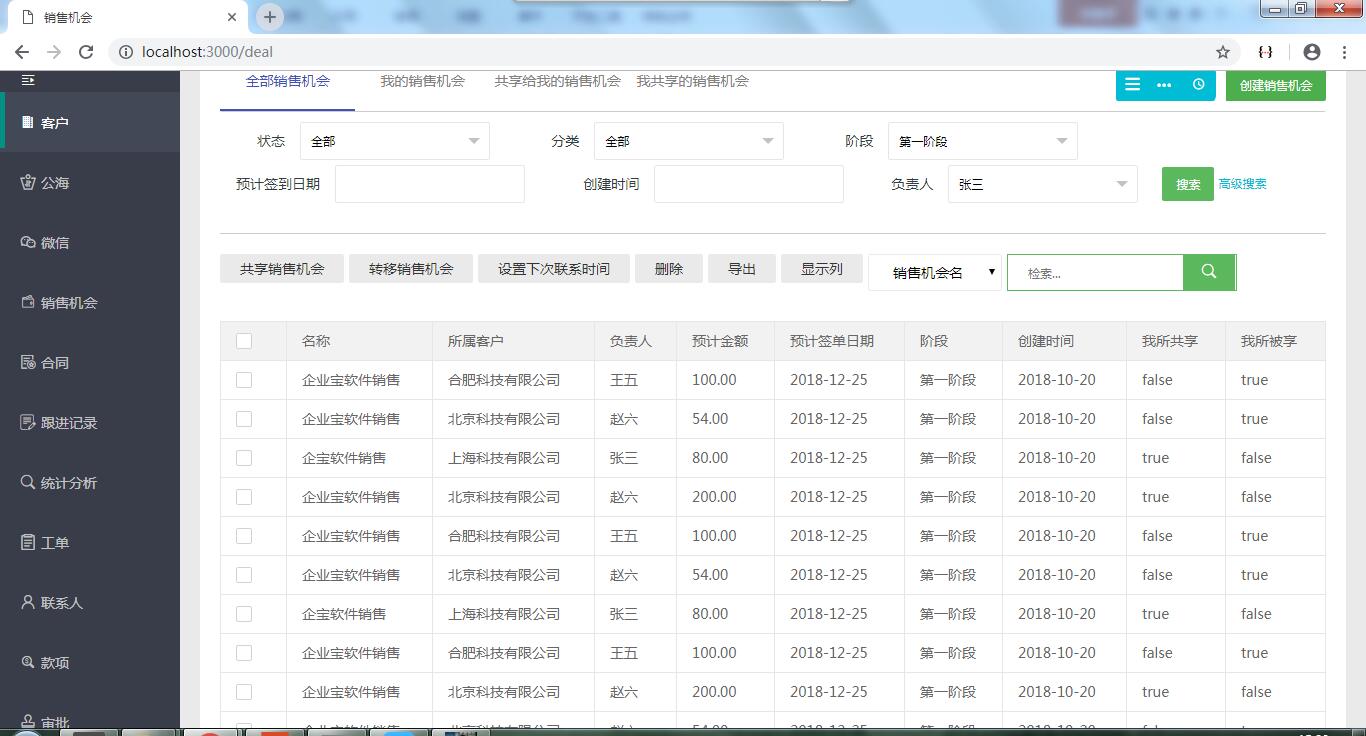 销售机会
localhost:3000/deal
全部销售机会 我的销售机会 共享给我的销售机会 我共享的销售机会 创建销售机会
客户
公海
微信
销售机会
合同
跟进记录
统计分析
工单
联系人
款项
审批
状态 全部 分类 全部 阶段 第一阶段
预计签到日期 创建时间 负责人 张三 搜索 高级搜索
共享销售机会 转移销售机会 设置下次联系时间 删除 导出 显示列 销售机会名 检索...
名称 所属客户 负责人 预计金额 预计签单日期 阶段 创建时间 我所共享 我所被享
企业宝软件销售 合肥科技有限公司 王五 100.00 2018-12-25 第一阶段 2018-10-20 false true
企业宝软件销售 北京科技有限公司 赵六 54.00 2018-12-25 第一阶段 2018-10-20 false true
企宝软件销售 上海科技有限公司 张三 80.00 2018-12-25 第一阶段 2018-10-20 true false
企业宝软件销售 北京科技有限公司 赵六 200.00 2018-12-25 第一阶段 2018-10-20 true false
企业宝软件销售 合肥科技有限公司 王五 100.00 2018-12-25 第一阶段 2018-10-20 false true
企业宝软件销售 北京科技有限公司 赵六 54.00 2018-12-25 第一阶段 2018-10-20 false true
企宝软件销售 上海科技有限公司 张三 80.00 2018-12-25 第一阶段 2018-10-20 true false
企业宝软件销售 合肥科技有限公司 王五 100.00 2018-12-25 第一阶段 2018-10-20 false true
企业宝软件销售 北京科技有限公司 赵六 200.00 2018-12-25 第一阶段 2018-10-20 true false